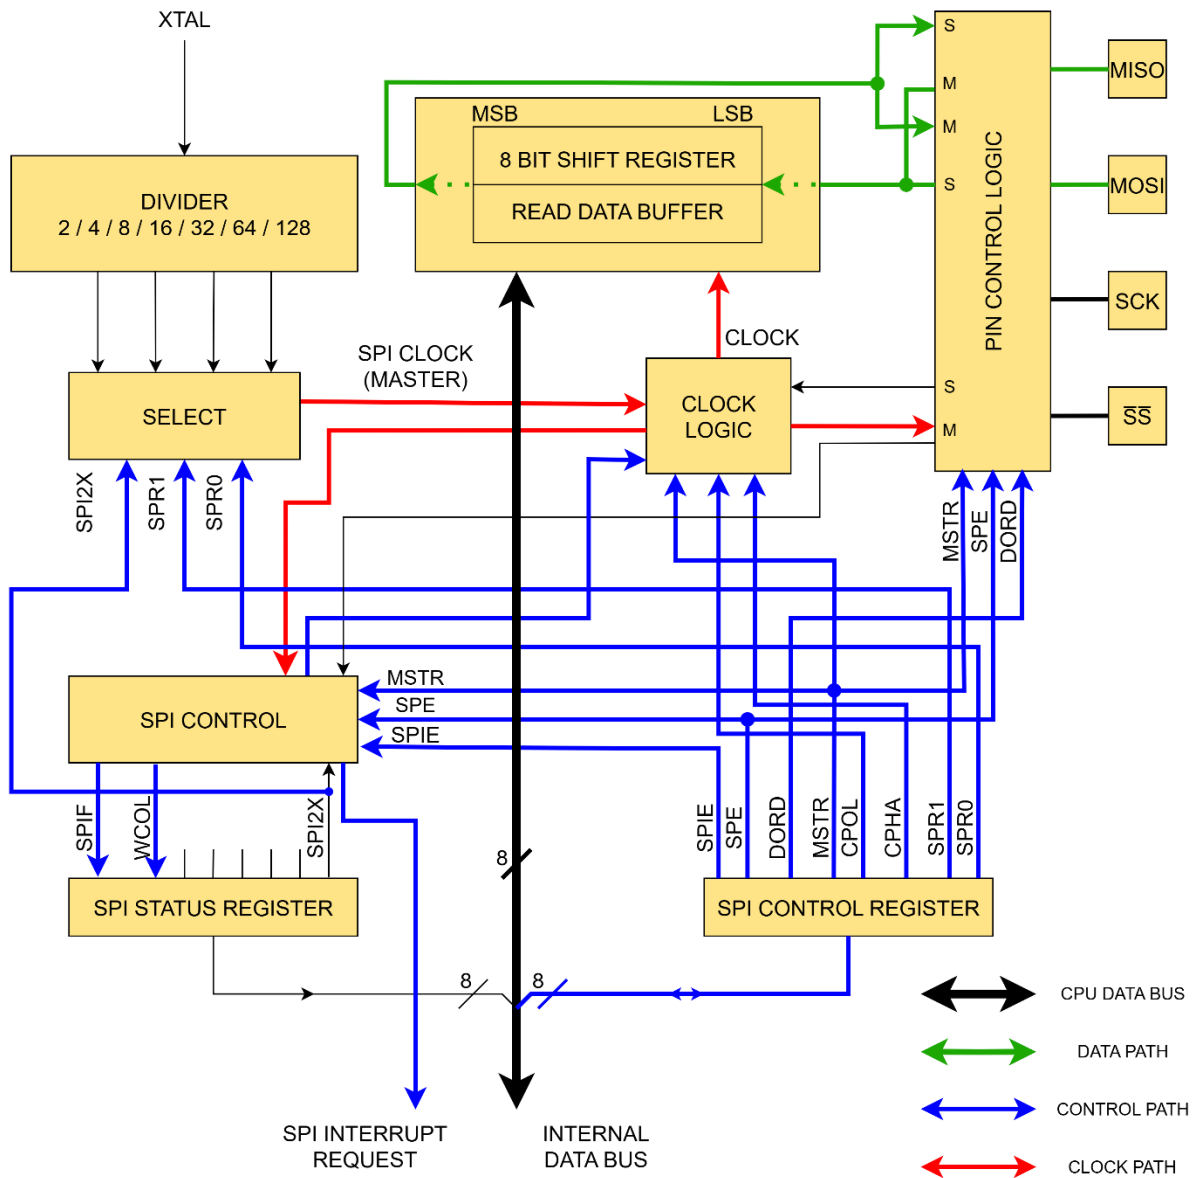 XTAL
DIVIDER
2 / 4 / 8 / 16 / 32 / 64 / 128
MSB
LSB
8 BIT SHIFT REGISTER
READ DATA BUFFER
S
M
M
S
PIN CONTROL LOGIC
S
M
MISO
MOSI
SCK
SS
SPI CLOCK
(MASTER)
CLOCK
SELECT
CLOCK
LOGIC
SPI2X
SPR1
SPR0
MSTR
SPE
DORD
SPI CONTROL
MSTR
SPE
SPIE
SPIF
WCOL
SPI2X
SPIE
SPE
DORD
MSTR
CPOL
CPHA
SPR1
SPR0
8
SPI STATUS REGISTER
SPI CONTROL REGISTER
8
8
CPU DATA BUS
DATA PATH
CONTROL PATH
CLOCK PATH
SPI INTERRUPT
REQUEST
INTERNAL
DATA BUS